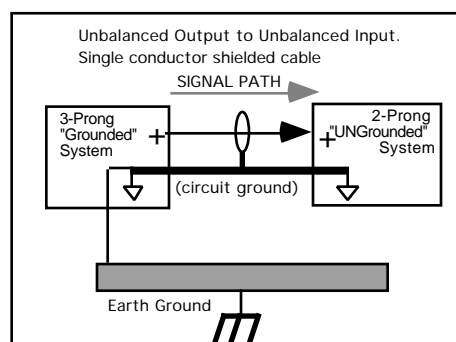 Unbalanced Output to Unbalanced Input.
Single conductor shielded cable
SIGNAL PATH
3-Prong
"Grounded"
System
+
+
2-Prong
"UNGrounded"
System
(circuit ground)
Earth Ground